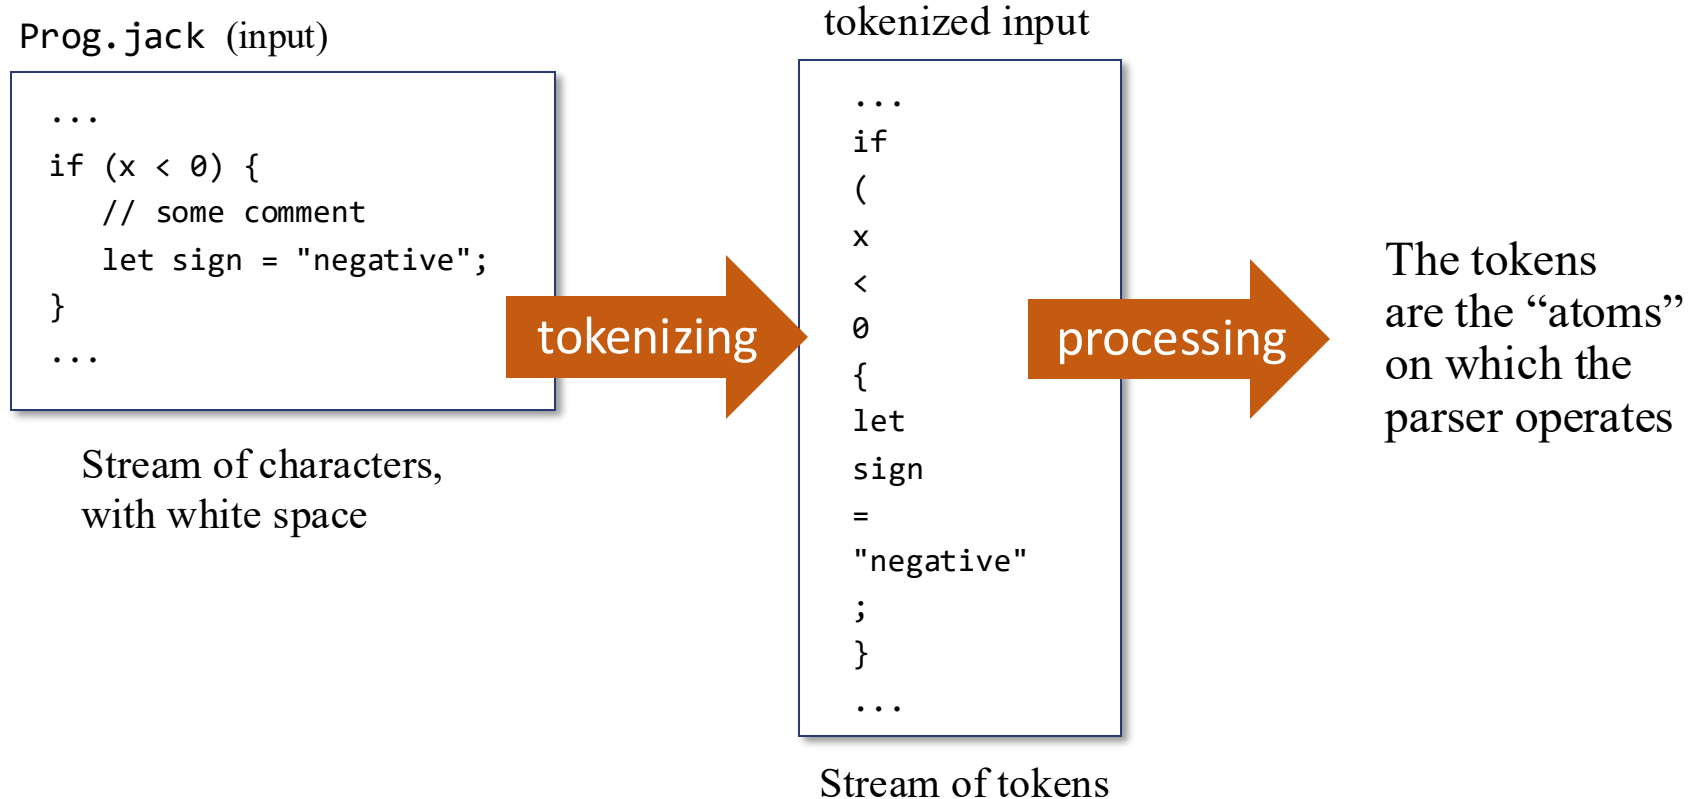 Prog.jack (input)
...
if (x < 0) {
   // some comment
   let sign = "negative";
}
...
Stream of characters,
with white space
tokenizing
tokenized input
...
if
(
x
<
0
{
let
sign
=
"negative"
;
}
...
Stream of tokens
processing
The tokens
are the “atoms”
on which the
parser operates